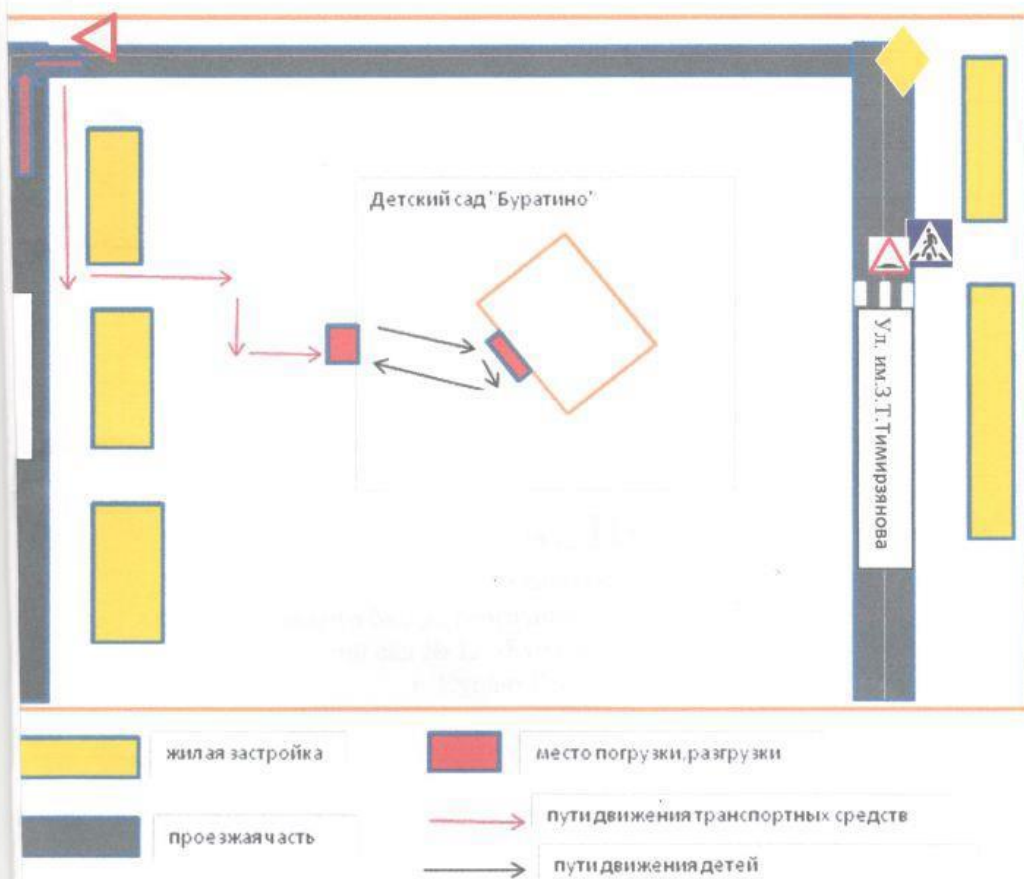 Детский сад "Буратино"
Ул. им.З.Т.Тимирзянова
жилая застройка
место погрузки,разгрузки
проезжая часть
пути движения транспортных средств
пути движения детей